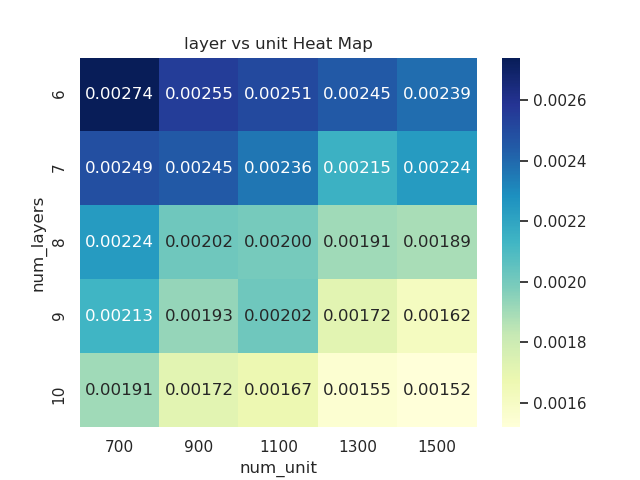 layer vs unit Heat Map
num_layers
6 0.00274 0.00255 0.00251 0.00245 0.00239
7 0.00249 0.00245 0.00236 0.00215 0.00224
8 0.00224 0.00202 0.00200 0.00191 0.00189
9 0.00213 0.00193 0.00202 0.00172 0.00162
10 0.00191 0.00172 0.00167 0.00155 0.00152
700 900 1100 1300 1500
num_unit
0.0026
0.0024
0.0022
0.0020
0.0018
0.0016